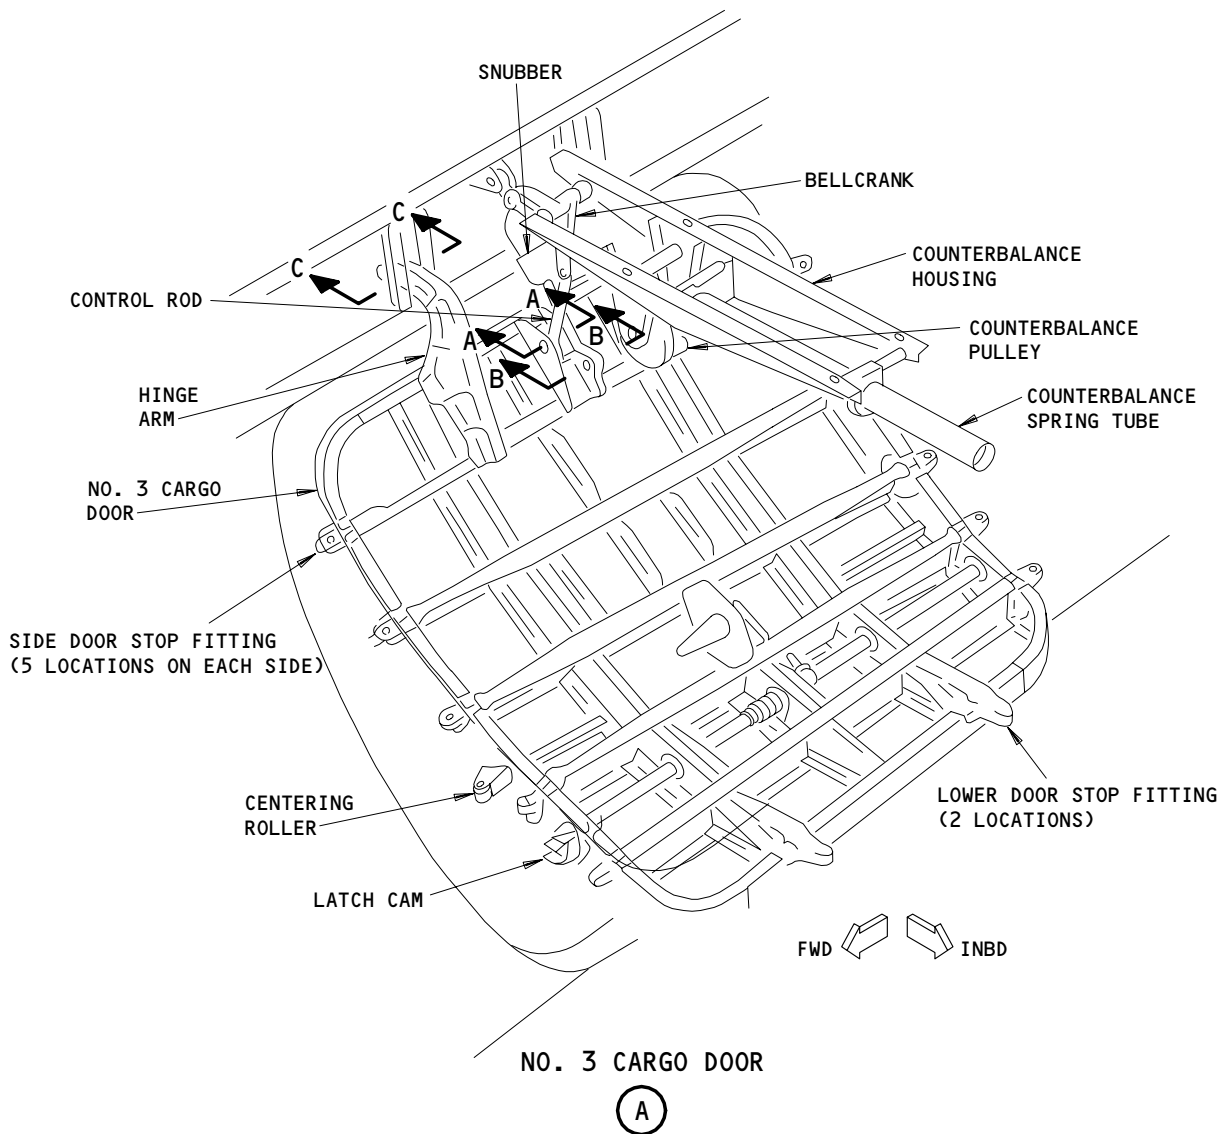 SNUBBER
BELLCRANK
C
COUNTERBALANCE
HOUSING
C
CONTROL ROD
A
COUNTERBALANCE
PULLEY
A
B
B
HINGE
ARM
COUNTERBALANCE
SPRING TUBE
NO. 3 CARGO
DOOR
SIDE DOOR STOP FITTING
(5 LOCATIONS ON EACH SIDE)
CENTERING
ROLLER
LOWER DOOR STOP FITTING
(2 LOCATIONS)
LATCH CAM
FWD
INBD
NO. 3 CARGO DOOR
A